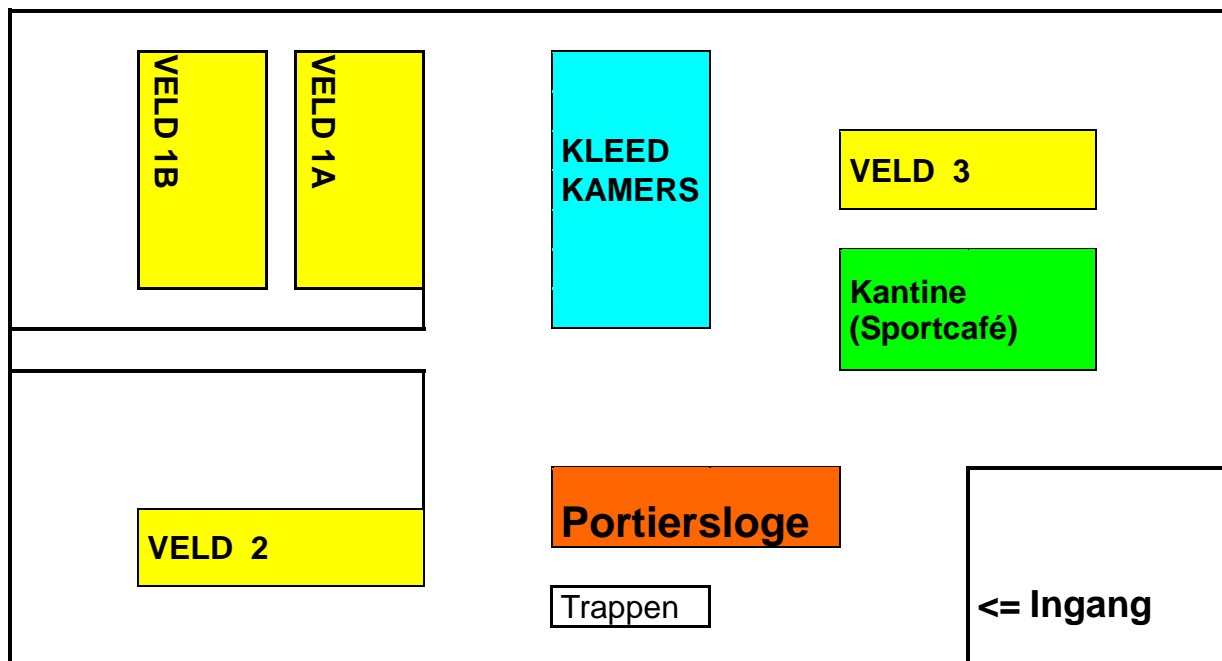 VELD 1B
VELD 1A
KLEED
KAMERS
VELD 3
Kantine
(Sportcafé)
Portiersloge
VELD 2
Trappen
<= Ingang